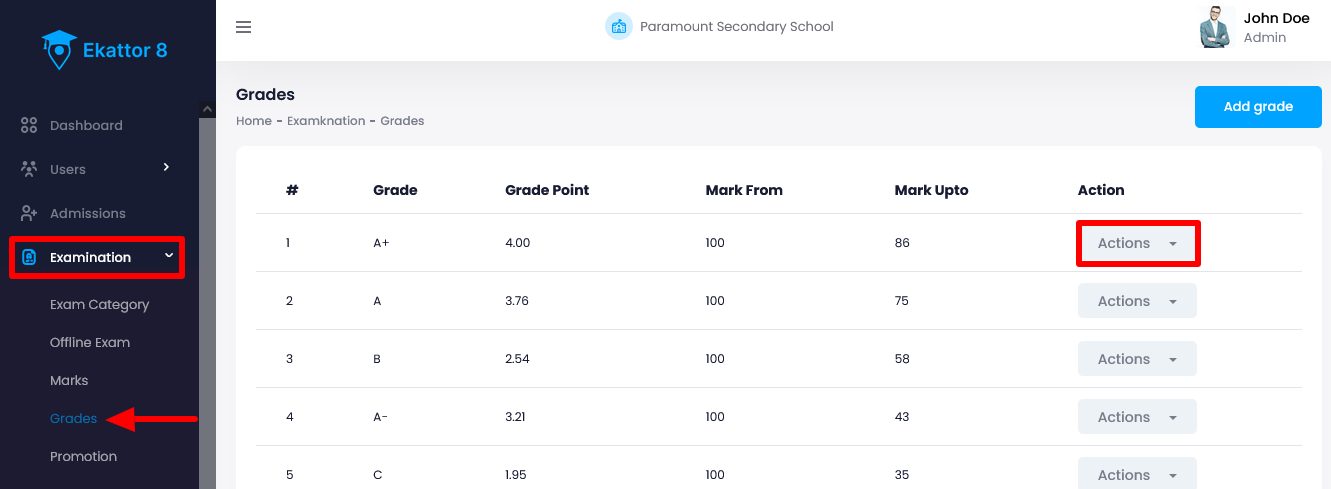 Ekattor 8
Dashboard
Users
Admissions
Examination
Exam Category
Offline Exam
Marks
Grades
Promotion
Paramount Secondary School
John Doe
Admin
Grades
Home - Examknation - Grades
Add grade
# Grade Grade Point Mark From Mark Upto Action
1 A+ 4.00 100 86 Actions
2 A 3.76 100 75 Actions
3 B 2.54 100 58 Actions
4 A- 3.21 100 43 Actions
5 C 1.95 100 35 Actions